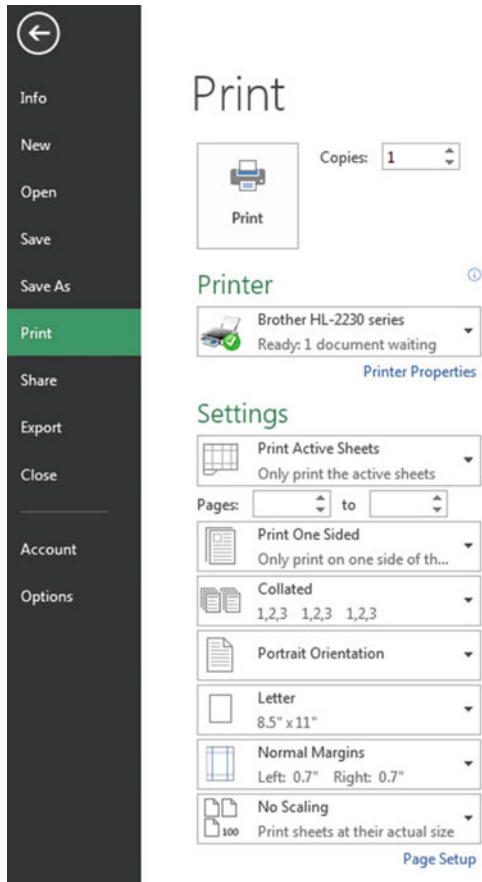 Info
New
Open
Save
Save As
Print
Share
Export
Close
Account
Options
Print
Copies: 1
Print
Printer
Brother HL-2230 series
Ready: 1 document waiting
Printer Properties
Settings
Print Active Sheets
Only print the active sheets
Pages: to
Print One Sided
Only print on one side of th...
Collated
1,2,3 1,2,3 1,2,3
Portrait Orientation
Letter
8.5" x 11"
Normal Margins
Left: 0.7" Right: 0.7"
No Scaling
100 Print sheets at their actual size
Page Setup